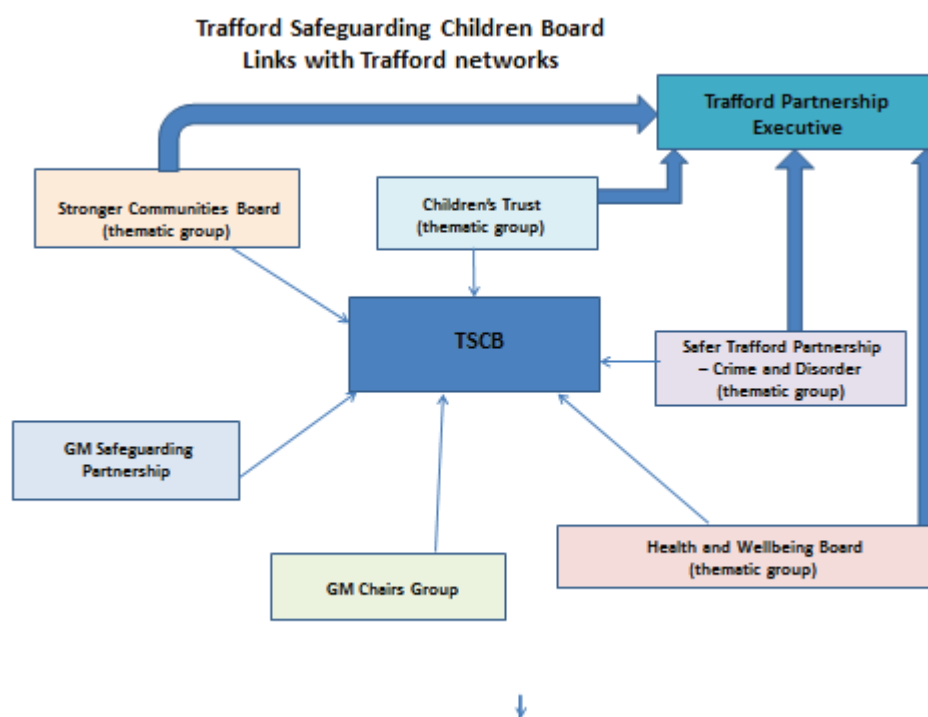 Trafford Safeguarding Children Board
Links with Trafford networks
Trafford Partnership
Executive
Stronger Communities Board
(thematic group)
Children's Trust
(thematic group)
TSCB
Safer Trafford Partnership
– Crime and Disorder
(thematic group)
GM Safeguarding
Partnership
Health and Wellbeing Board
(thematic group)
GM Chairs Group